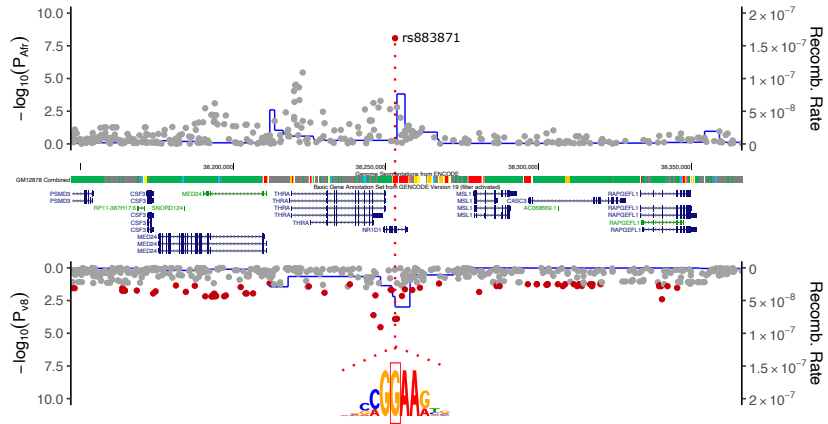 10.0
7.5
5.0
2.5
0.0
−log₁₀(P_Afr)
rs883871
2×10⁻⁷
1×10⁻⁷
1×10⁻⁷
5×10⁻⁸
0
Recomb. Rate
38,200,000
38,250,000
38,300,000
38,350,000
Genome Segmentations from ENCODE
GM12878 Combined
Basic Gene Annotation Set from GENCODE Version 19 (filter activated)
PSMD3 CSF3 MED24 THRA MSL1 RAPGEFL1
PSMD3 CSF3 THRA MSL1 CASC3 RAPGEFL1
RP11-387H17.6 SNORD124 THRA MSL1 AC068669.1 RAPGEFL1
CSF3 THRA MSL1 RAPGEFL1
CSF3 THRA RAPGEFL1
CSF3 NR1D1 RAPGEFL1
MED24
MED24
MED24
0.0
2.5
5.0
7.5
10.0
−log₁₀(P_v8)
0
5×10⁻⁸
1×10⁻⁷
1×10⁻⁷
2×10⁻⁷
Recomb. Rate
CCGGAAG